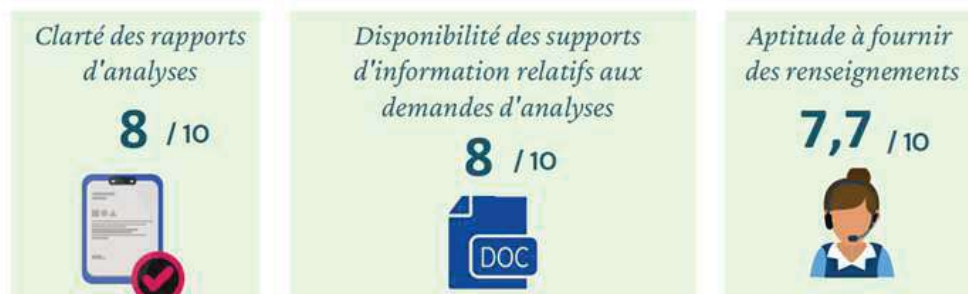 Clarté des rapports
d'analyses
8 / 10
Disponibilité des supports
d'information relatifs aux
demandes d'analyses
8 / 10
DOC
Aptitude à fournir
des renseignements
7,7 / 10